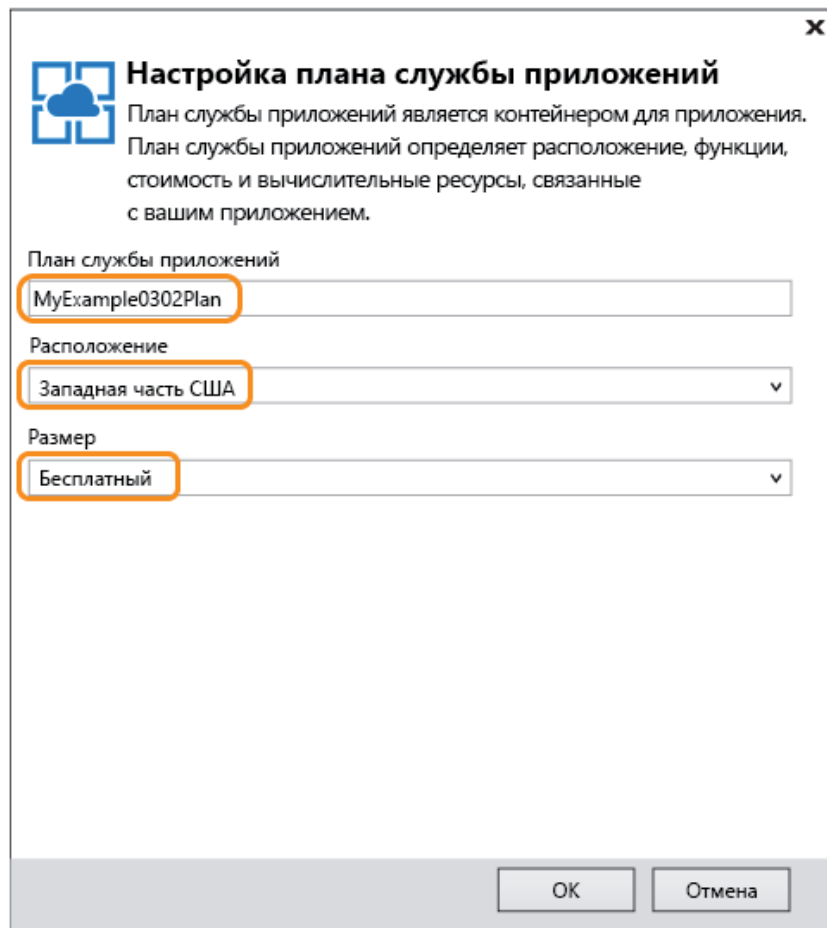 Настройка плана службы приложений
План службы приложений является контейнером для приложения.
План службы приложений определяет расположение, функции,
стоимость и вычислительные ресурсы, связанные
с вашим приложением.
План службы приложений
MyExample0302Plan
Расположение
Западная часть США
Размер
Бесплатный
ОК
Отмена